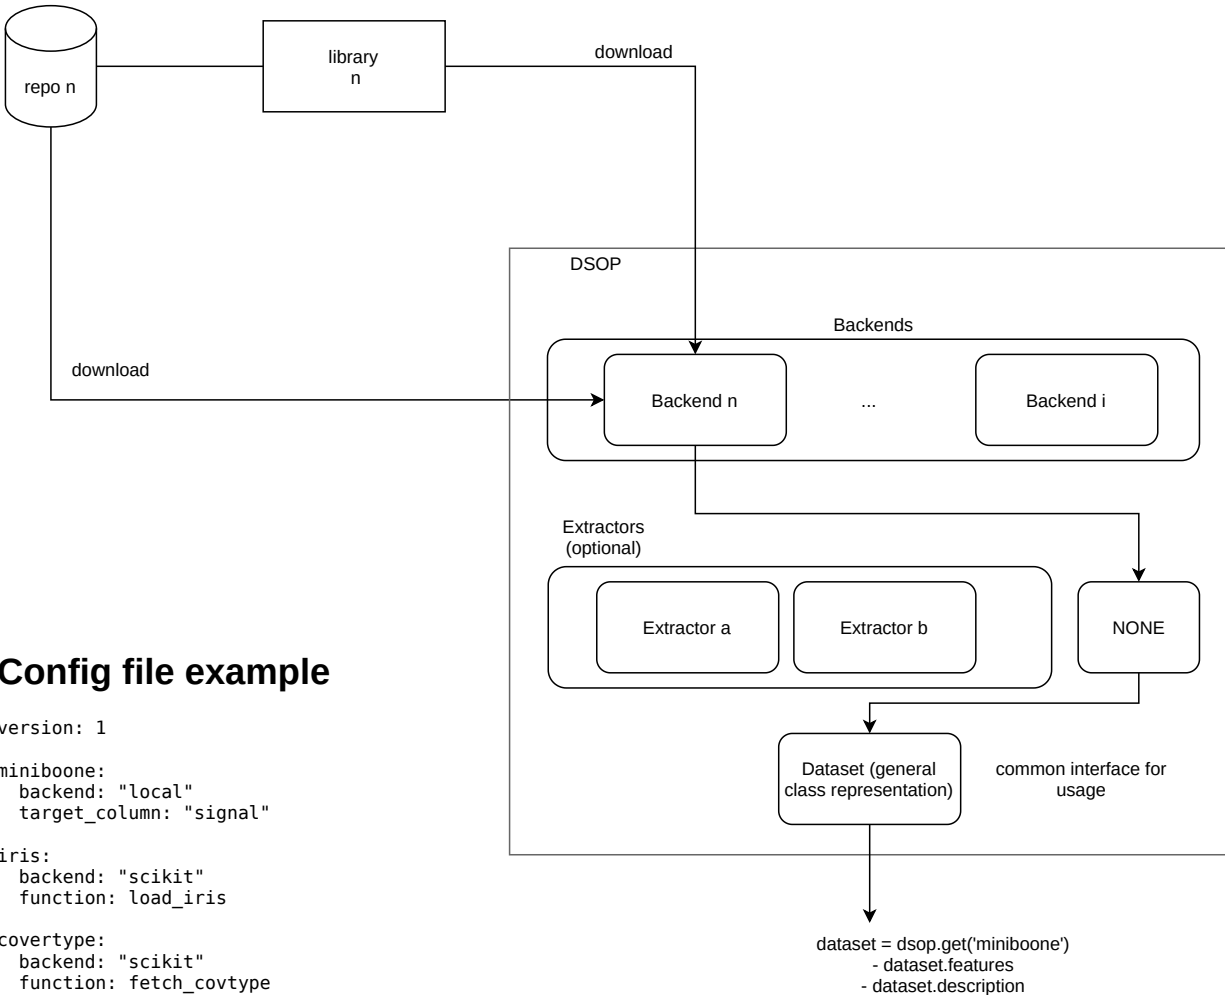 repo n
library
n
download
DSOP
Backends
download
Backend n
...
Backend i
Extractors
(optional)
Extractor a
Extractor b
NONE
Config file example
version: 1
miniboone:
backend: "local"
target_column: "signal"
iris:
backend: "scikit"
function: load_iris
covertype:
backend: "scikit"
function: fetch_covtype
Dataset (general
class representation)
common interface for
usage
dataset = dsop.get('miniboone')
- dataset.features
- dataset.description